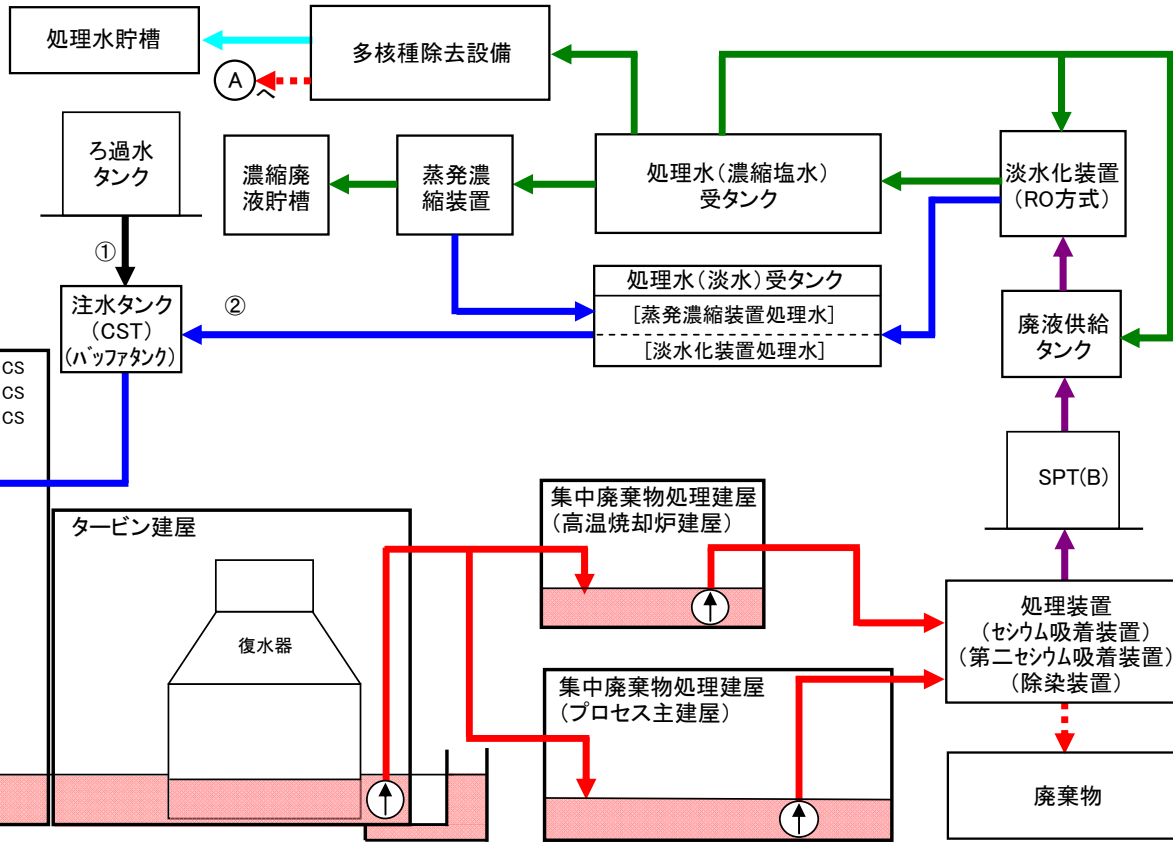 処理水貯槽
多核種除去設備
A
へ
ろ過水
タンク
濃縮廃
液貯槽
蒸発濃
縮装置
処理水(濃縮塩水)
受タンク
淡水化装置
(RO方式)
①
②
注水タンク
(CST)
(バッファタンク)
処理水(淡水)受タンク
[蒸発濃縮装置処理水]
[淡水化装置処理水]
廃液供給
タンク
CS
CS
CS
SPT(B)
タービン建屋
復水器
集中廃棄物処理建屋
(高温焼却炉建屋)
集中廃棄物処理建屋
(プロセス主建屋)
処理装置
(セシウム吸着装置)
(第二セシウム吸着装置)
(除染装置)
廃棄物